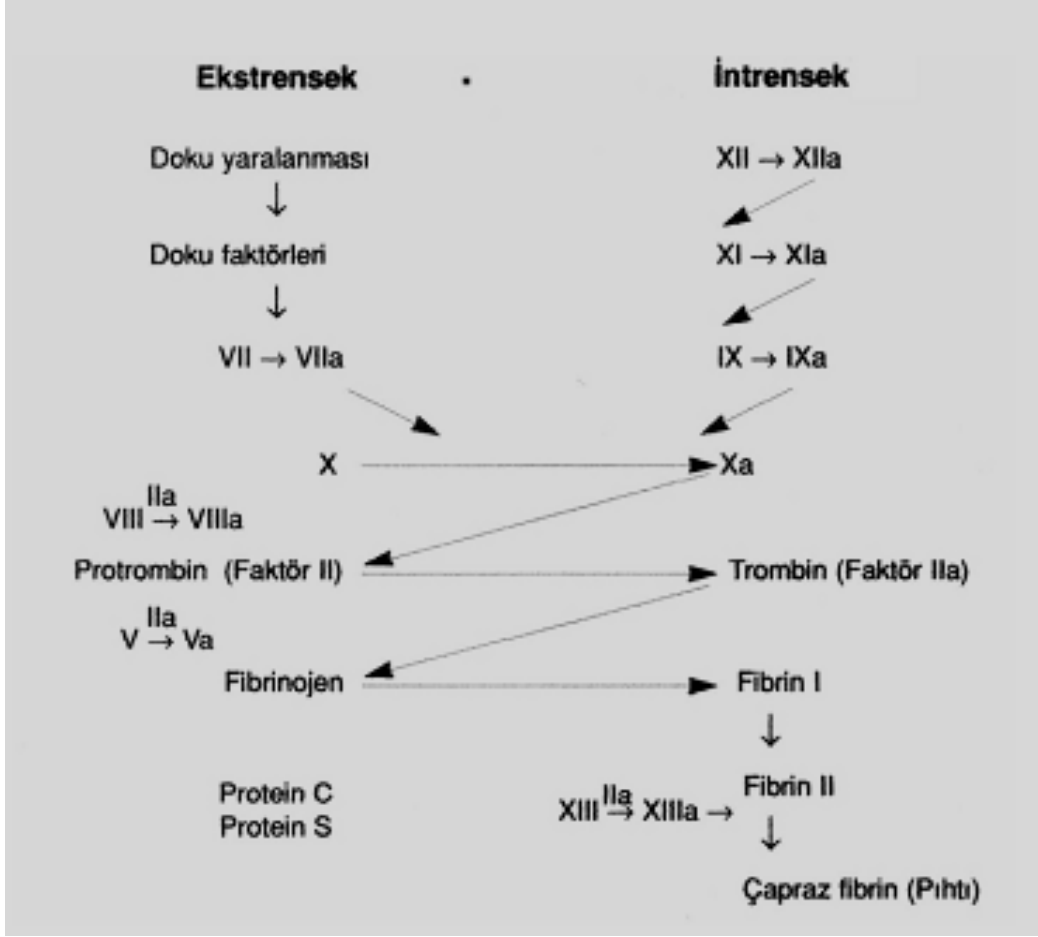 Ekstrensek
İntrensek
Doku yaralanması
XII → XIIa
↓
Doku faktörleri
XI → XIa
↓
VII → VIIa
IX → IXa
X
Xa
IIa
VIII → VIIIa
Protrombin (Faktör II)
Trombin (Faktör IIa)
IIa
V → Va
Fibrinojen
Fibrin I
↓
Fibrin II
Protein C
IIa
XIII → XIIIa →
Protein S
↓
Çapraz fibrin (Pıhtı)